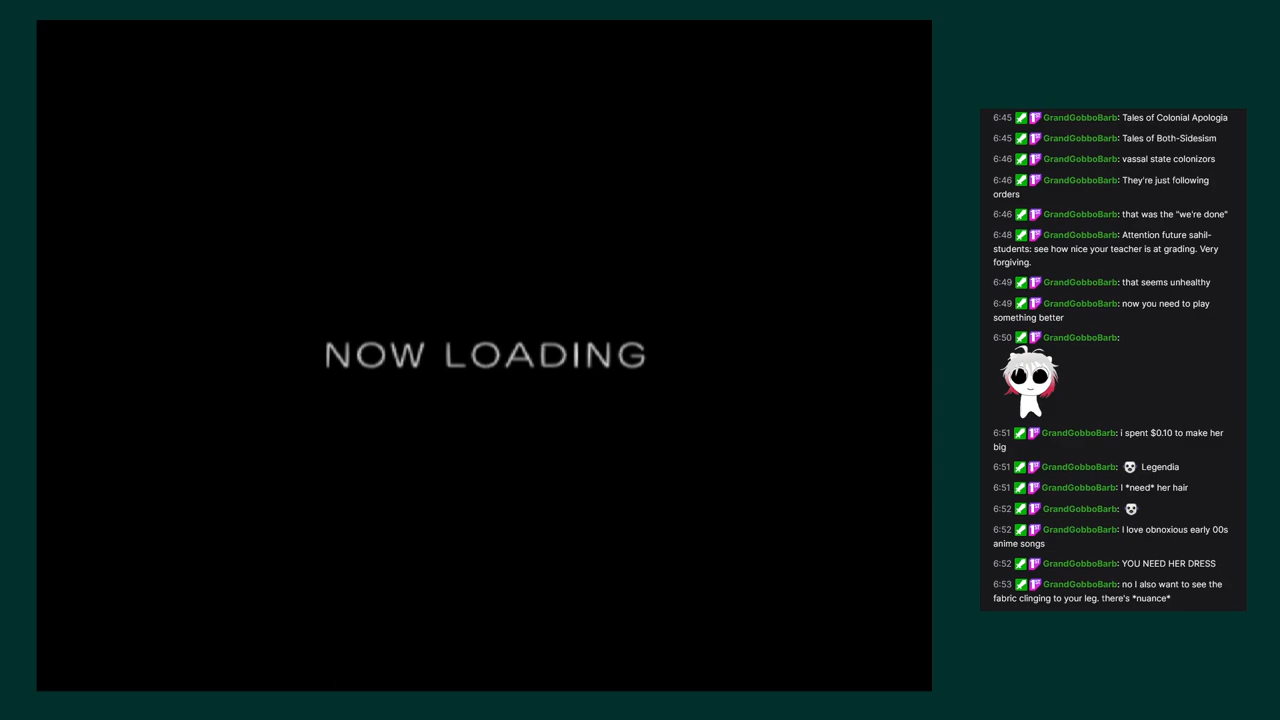 NOW LOADING
6:45 GrandGobboBarb: Tales of Colonial Apologia
6:45 GrandGobboBarb: Tales of Both-Sidesism
6:46 GrandGobboBarb: vassal state colonizors
6:46 GrandGobboBarb: They're just following
orders
6:46 GrandGobboBarb: that was the "we're done"
6:48 GrandGobboBarb: Attention future sahil-
students: see how nice your teacher is at grading. Very
forgiving.
6:49 GrandGobboBarb: that seems unhealthy
6:49 GrandGobboBarb: now you need to play
something better
6:50 GrandGobboBarb:
6:51 GrandGobboBarb: i spent $0.10 to make her
big
6:51 GrandGobboBarb: Legendia
6:51 GrandGobboBarb: I *need* her hair
6:52 GrandGobboBarb:
6:52 GrandGobboBarb: I love obnoxious early 00s
anime songs
6:52 GrandGobboBarb: YOU NEED HER DRESS
6:53 GrandGobboBarb: no I also want to see the
fabric clinging to your leg. there's *nuance*